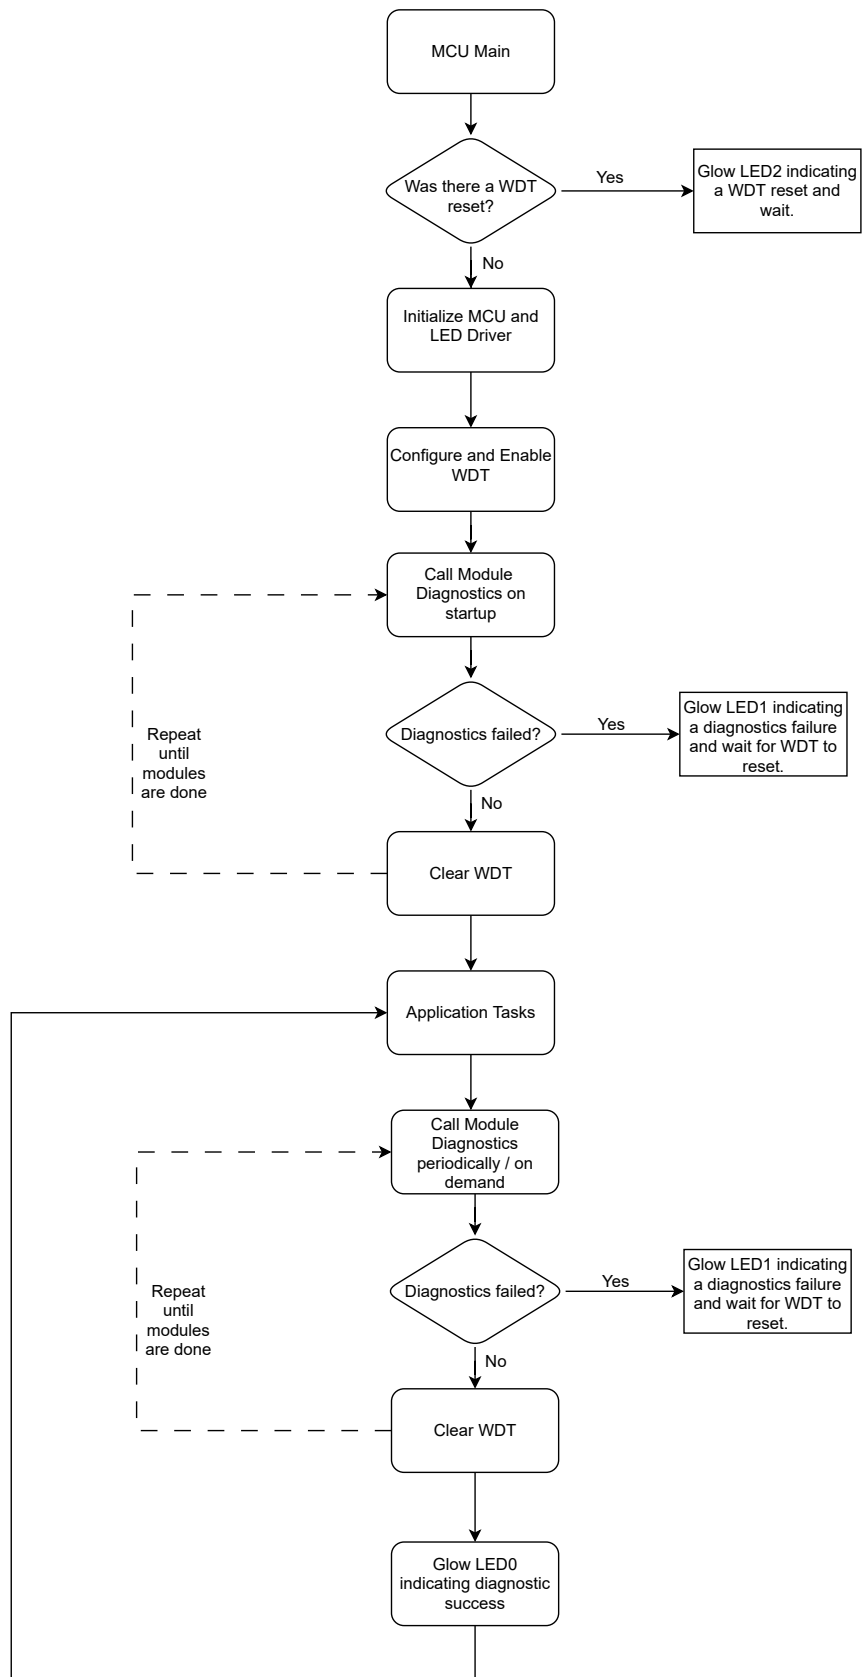 MCU Main
Was there a WDT
reset?
Yes
Glow LED2 indicating
a WDT reset and
wait.
No
Initialize MCU and
LED Driver
Configure and Enable
WDT
Call Module
Diagnostics on
startup
Diagnostics failed?
Yes
Glow LED1 indicating
a diagnostics failure
and wait for WDT to
reset.
Repeat
until
modules
are done
No
Clear WDT
Application Tasks
Call Module
Diagnostics
periodically / on
demand
Diagnostics failed?
Yes
Glow LED1 indicating
a diagnostics failure
and wait for WDT to
reset.
Repeat
until
modules
are done
No
Clear WDT
Glow LED0
indicating diagnostic
success